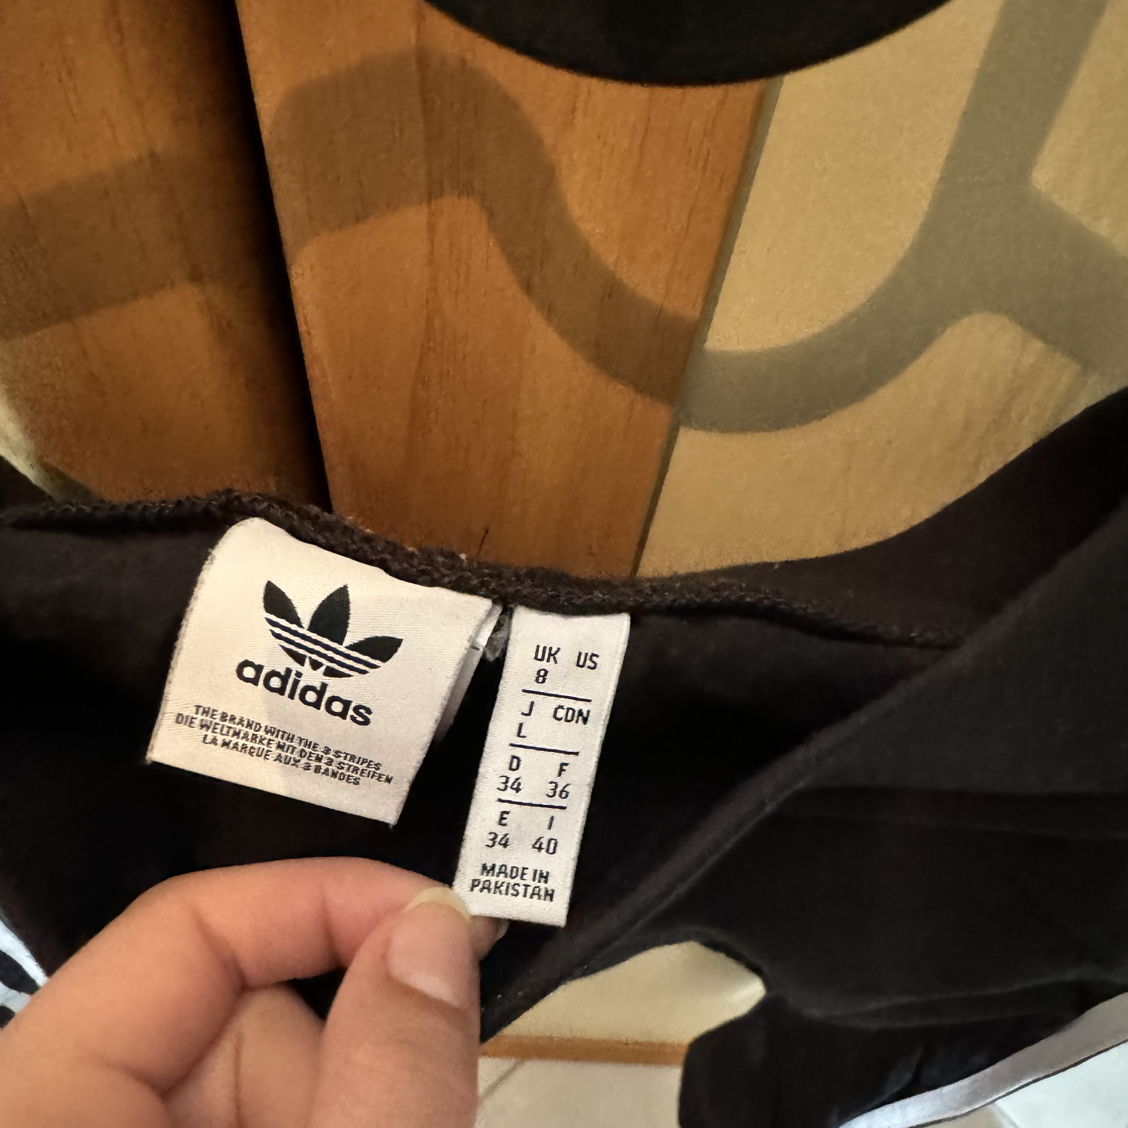 adidas
THE BRAND WITH THE 3 STRIPES
DIE WELTMARKE MIT DEN 3 STREIFEN
LA MARQUE AUX 3 BANDES
UK US
8
J CDN
L
D F
34 36
E I
34 40
MADE IN
PAKISTAN